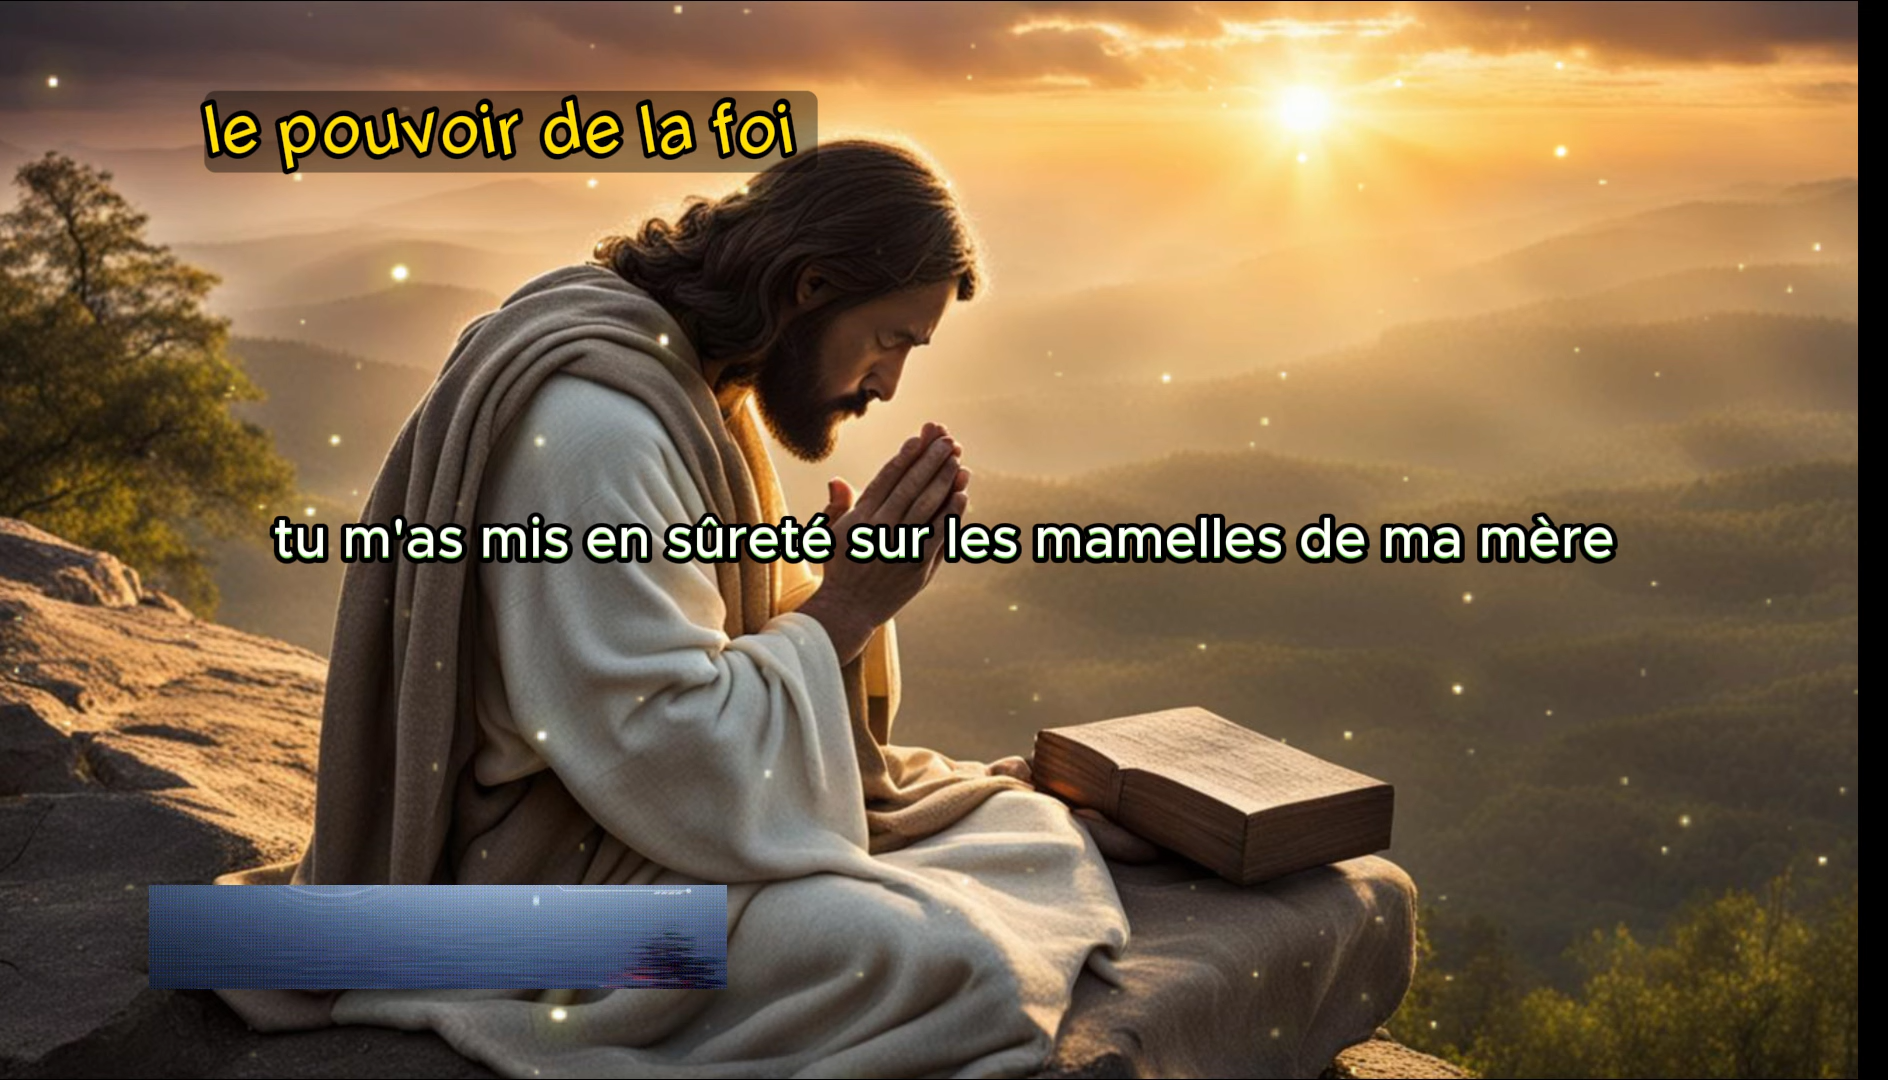 le pouvoir de la foi
tu m'as mis en sûreté sur les mamelles de ma mère